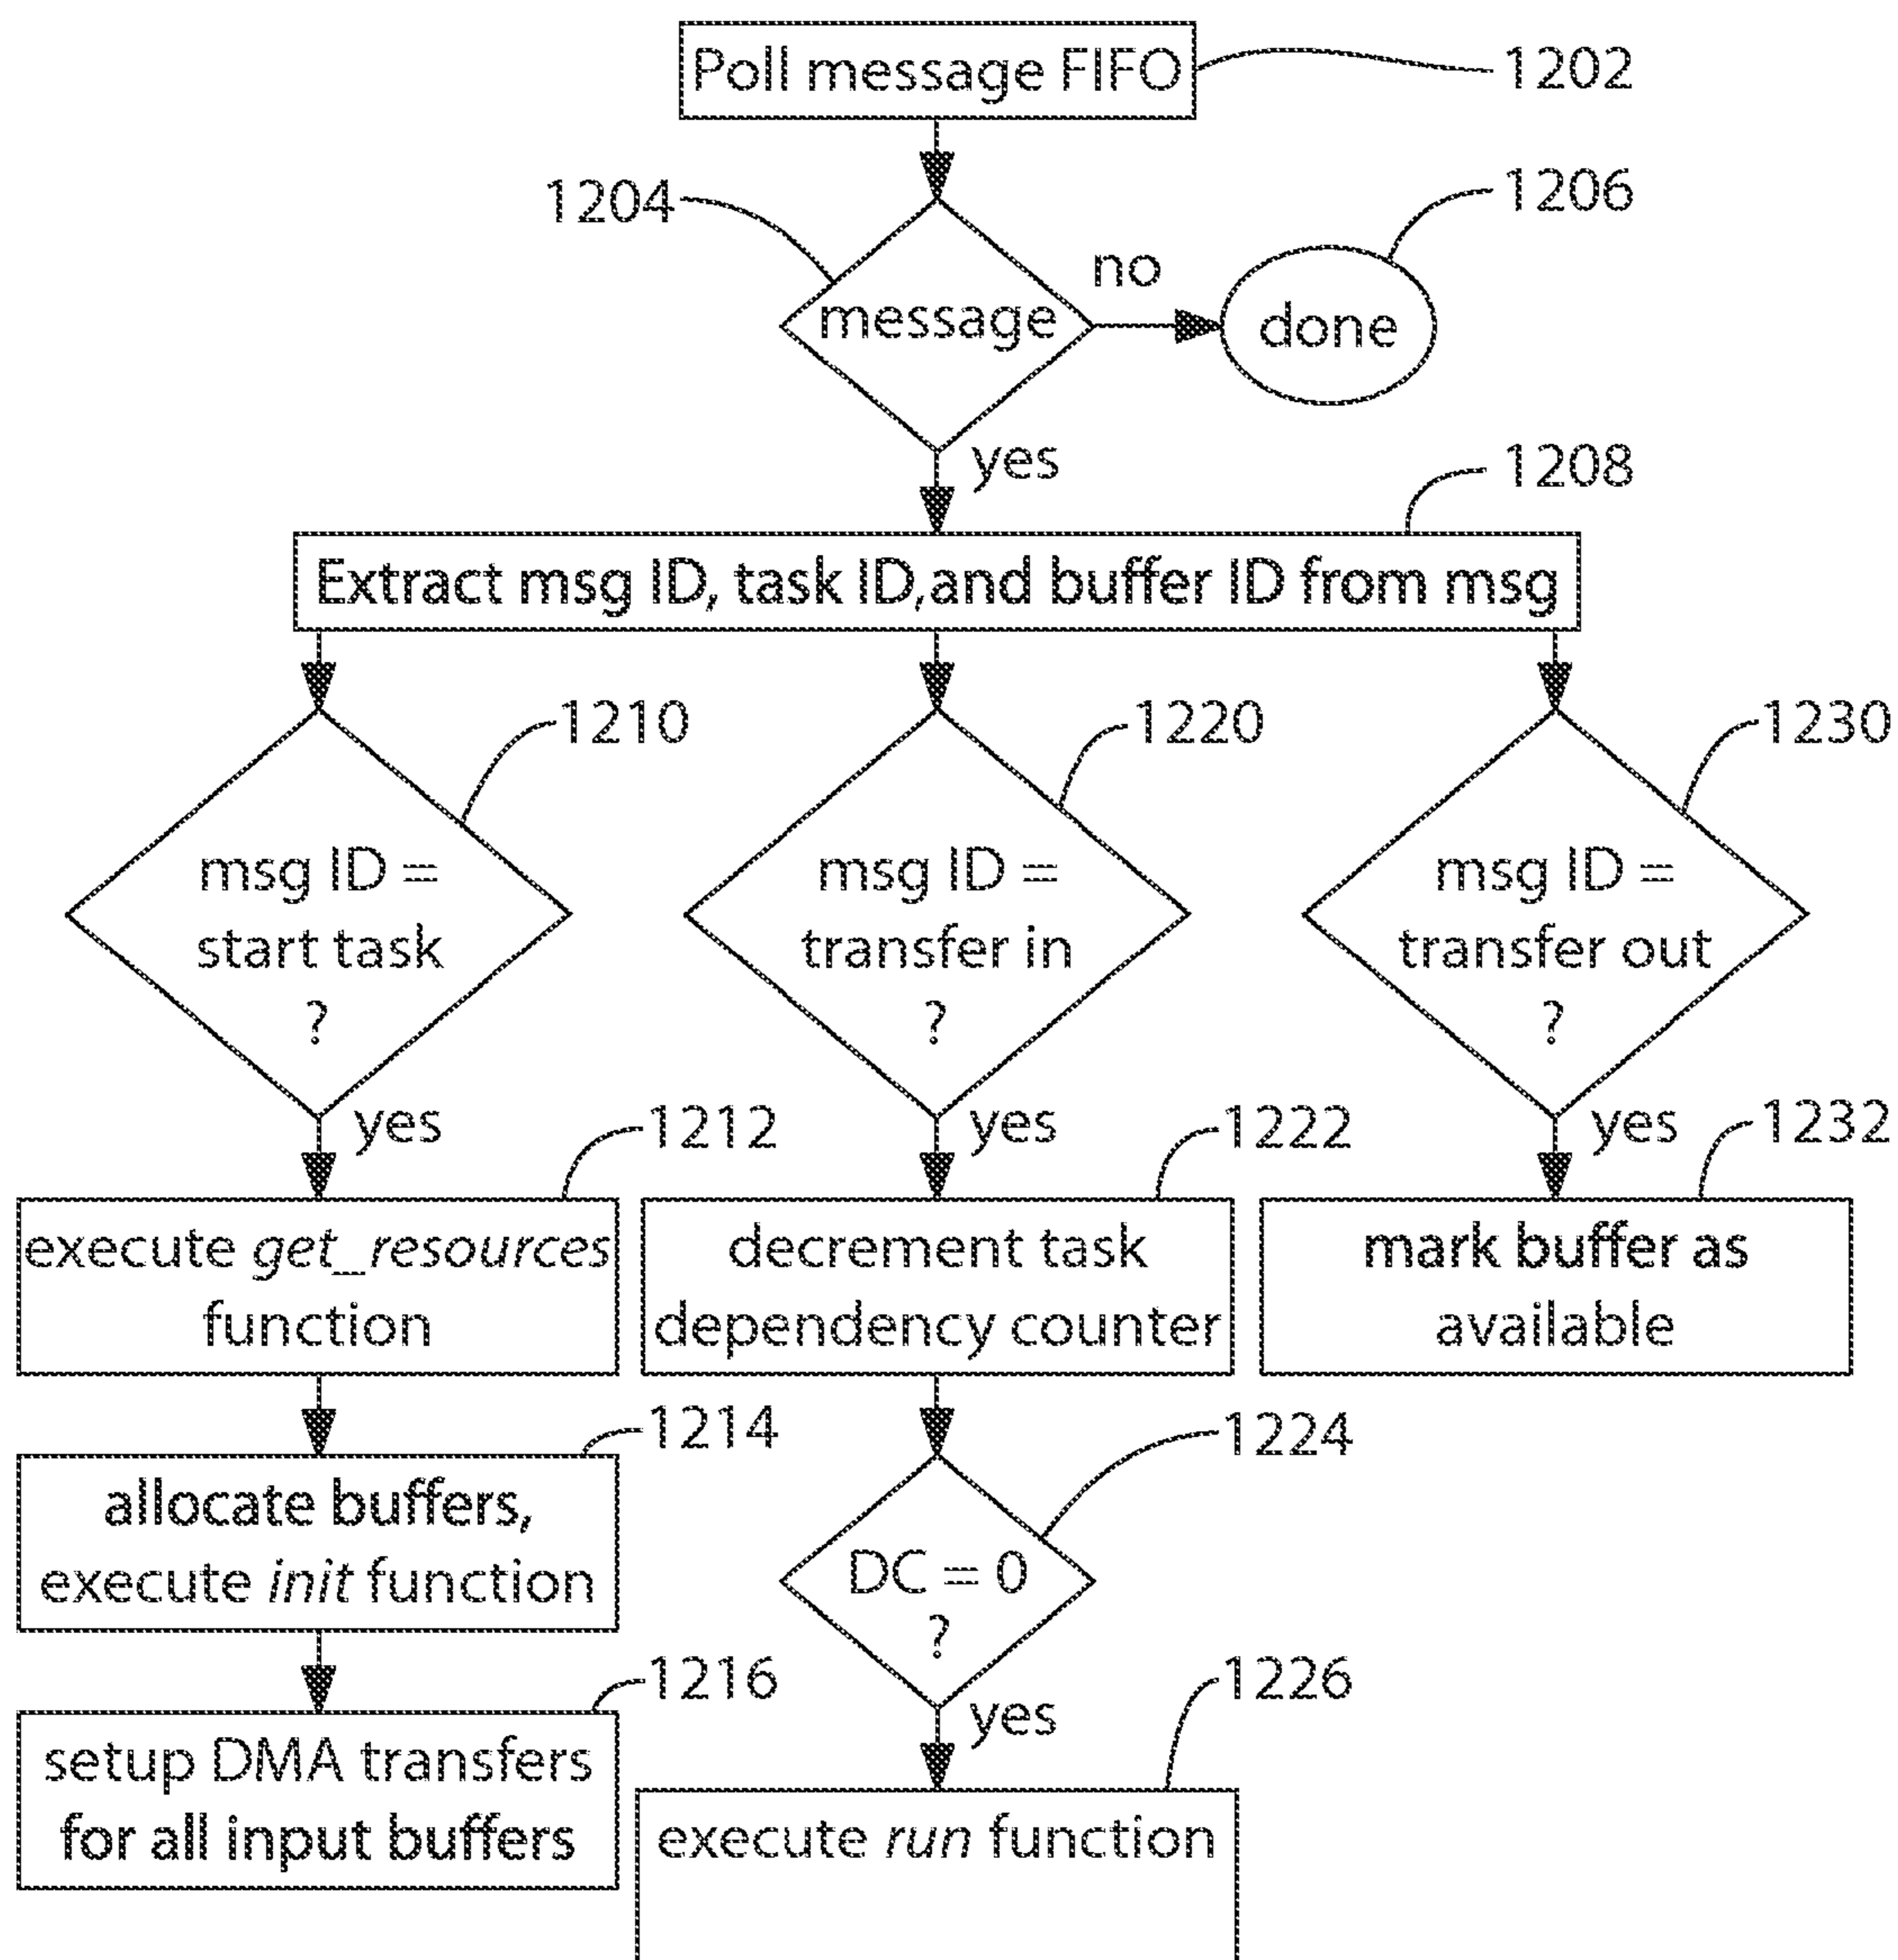 Poll message FIFO
1202
1204
1206
message
no
done
yes
1208
Extract msg ID, task ID,and buffer ID from msg
1210
1220
1230
msg ID =
start task
?
msg ID =
transfer in
?
msg ID =
transfer out
?
yes
1212
yes
1222
yes
1232
execute get_resources
function
decrement task
dependency counter
mark buffer as
available
1214
1224
allocate buffers,
execute init function
DC = 0
?
1216
yes
1226
setup DMA transfers
for all input buffers
execute run function